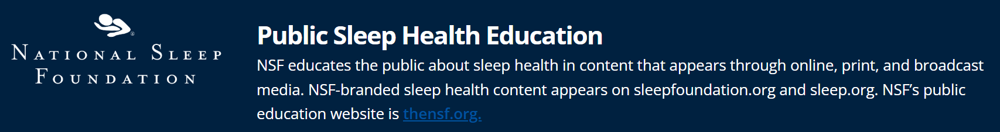 ®
NATIONAL SLEEP
FOUNDATION
Public Sleep Health Education
NSF educates the public about sleep health in content that appears through online, print, and broadcast
media. NSF-branded sleep health content appears on sleepfoundation.org and sleep.org. NSF’s public
education website is thensf.org.